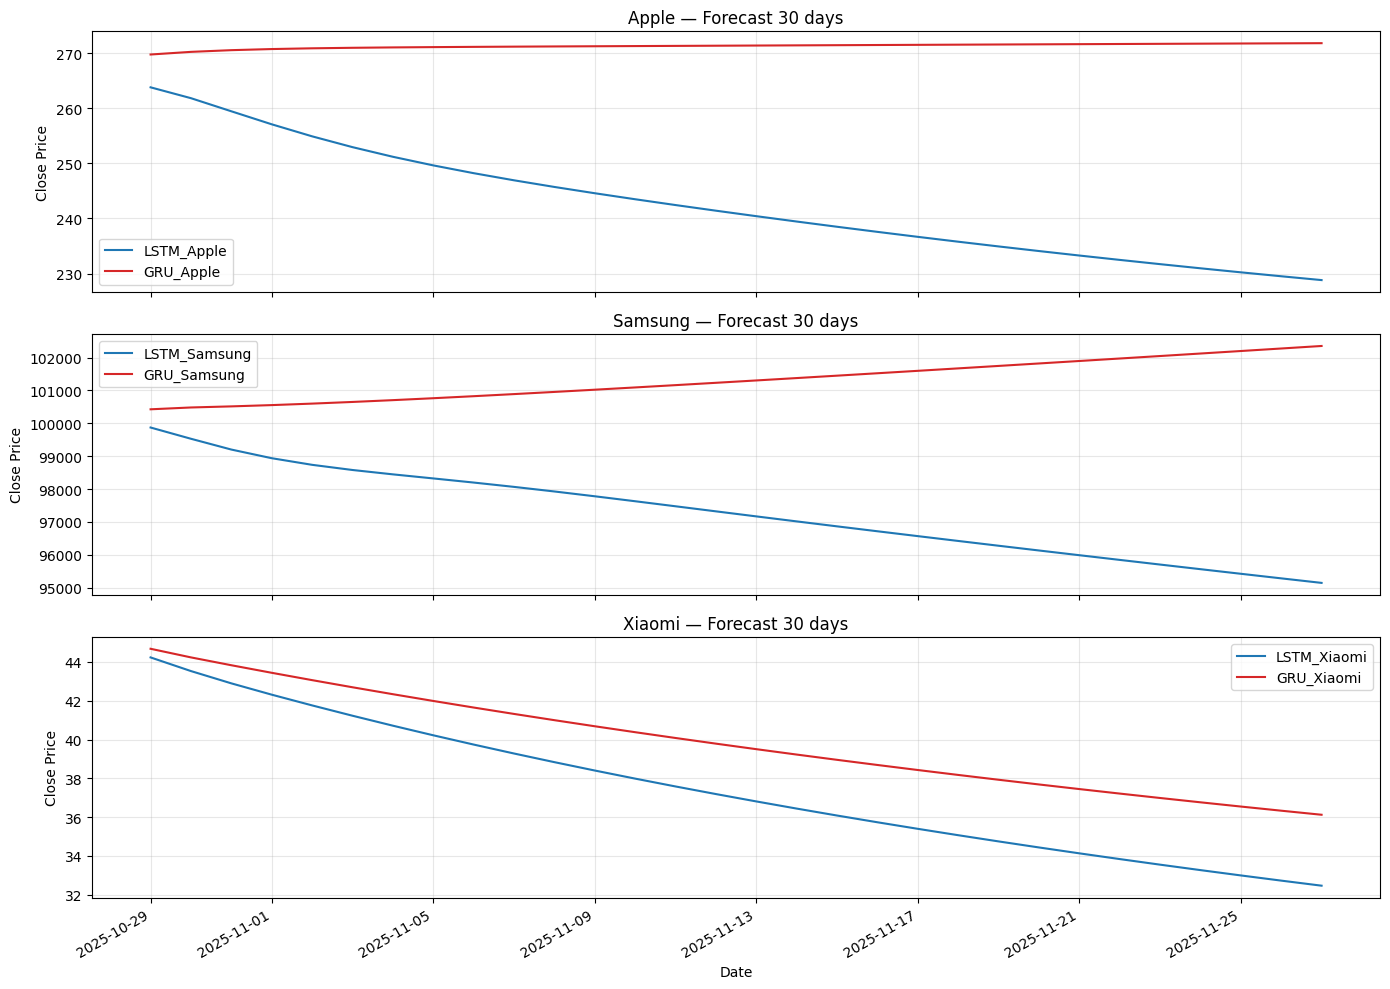 Apple — Forecast 30 days
Close Price
270
260
250
240
230
LSTM_Apple
GRU_Apple
Samsung — Forecast 30 days
Close Price
102000
101000
100000
99000
98000
97000
96000
95000
LSTM_Samsung
GRU_Samsung
Xiaomi — Forecast 30 days
Close Price
44
42
40
38
36
34
32
LSTM_Xiaomi
GRU_Xiaomi
2025-10-29
2025-11-01
2025-11-05
2025-11-09
2025-11-13
2025-11-17
2025-11-21
2025-11-25
Date